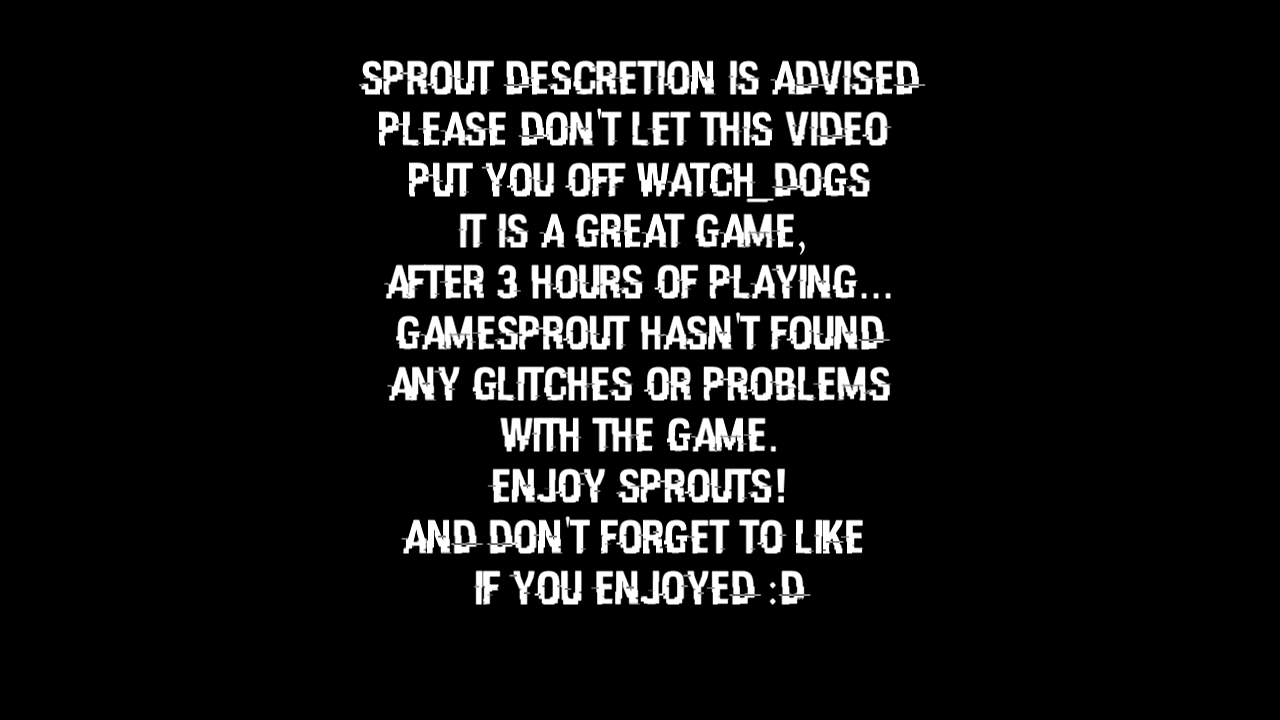 SPROUT DESCRETION IS ADVISED
PLEASE DON'T LET THIS VIDEO
PUT YOU OFF WATCH_DOGS
IT IS A GREAT GAME,
AFTER 3 HOURS OF PLAYING...
GAMESPROUT HASN'T FOUND
ANY GLITCHES OR PROBLEMS
WITH THE GAME.
ENJOY SPROUTS!
AND DON'T FORGET TO LIKE
IF YOU ENJOYED :D